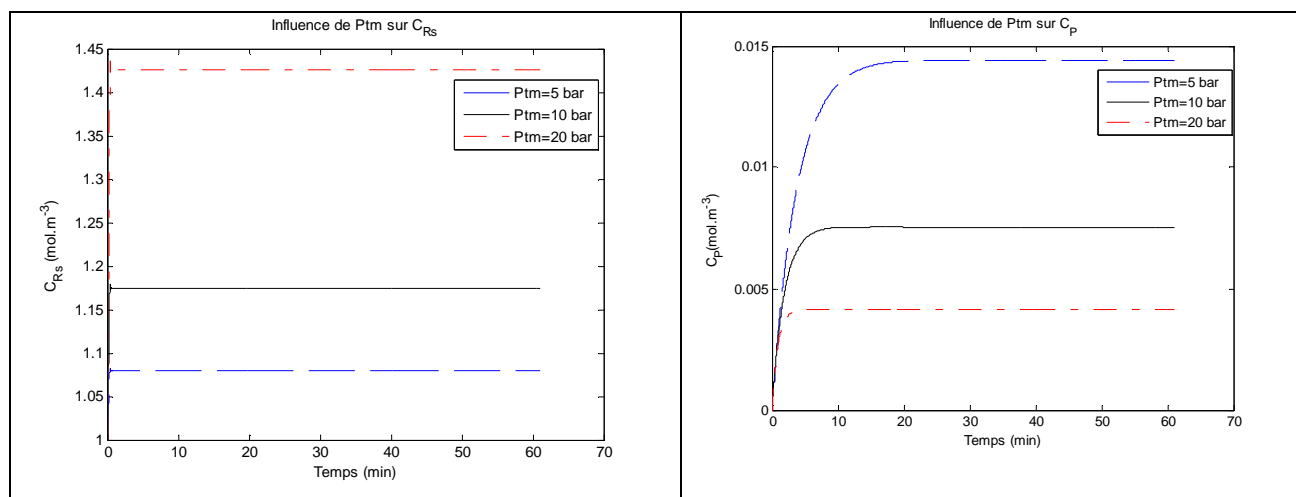 Influence de Ptm sur C_Rs
1.45
1.4
1.35
1.3
1.25
1.2
1.15
1.1
1.05
1
C_Rs (mol.m⁻³)
Ptm=5 bar
Ptm=10 bar
Ptm=20 bar
0 10 20 30 40 50 60 70
Temps (min)
Influence de Ptm sur C_P
0.015
0.01
0.005
0
C_P(mol.m⁻³)
Ptm=5 bar
Ptm=10 bar
Ptm=20 bar
0 10 20 30 40 50 60 70
Temps (min)